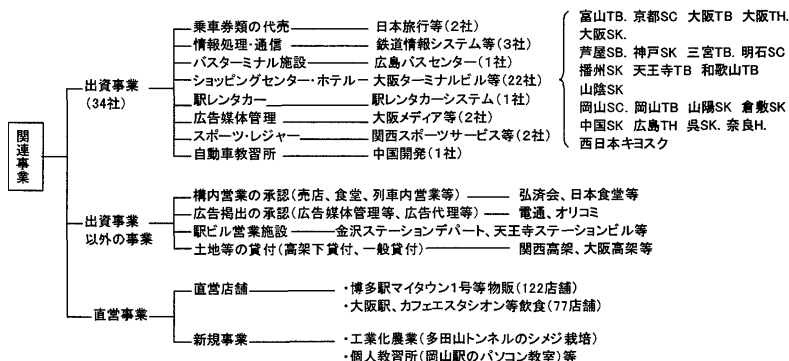 関連事業
出資事業
(34社)
乗車券類の代売 日本旅行等(2社)
情報処理・通信 鉄道情報システム等(3社)
バスターミナル施設 広島バスセンター(1社)
ショッピングセンター・ホテル 大阪ターミナルビル等(22社)
駅レンタカー 駅レンタカーシステム(1社)
広告媒体管理 大阪メディア等(2社)
スポーツ・レジャー 関西スポーツサービス等(2社)
自動車教習所 中国開発(1社)
富山TB. 京都SC 大阪TB 大阪TH.
大阪SK.
芦屋SB. 神戸SK 三宮TB. 明石SC
播州SK 天王寺TB 和歌山TB
山陰SK
岡山SC. 岡山TB 山陽SK 倉敷SK
中国SK 広島TH 呉SK. 奈良H.
西日本キヨスク
出資事業
以外の事業
構内営業の承認(売店、食堂、列車内営業等) 弘済会、日本食堂等
広告掲出の承認(広告媒体管理等、広告代理等) 電通、オリコミ
駅ビル営業施設 金沢ステーションデパート、天王寺ステーションビル等
土地等の貸付(高架下貸付、一般貸付) 関西高架、大阪高架等
直営事業
直営店舗 ・博多駅マイタウン1号等物販(122店舗)
・大阪駅、カフェエスタシオン等飲食(77店舗)
新規事業 ・工業化農業(多田山トンネルのシメジ栽培)
・個人教習所(岡山駅のパソコン教室)等